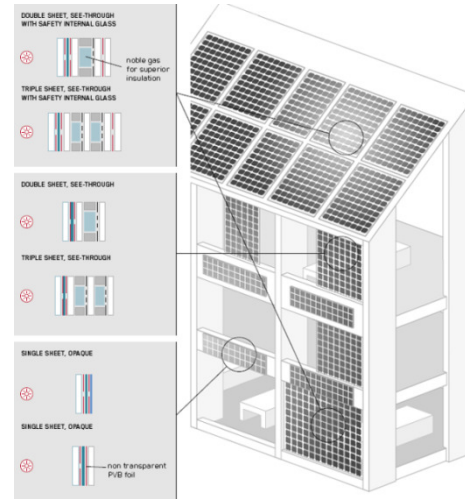 DOUBLE SHEET, SEE-THROUGH
WITH SAFETY INTERNAL GLASS
noble gas
for superior
insulation
TRIPLE SHEET, SEE-THROUGH
WITH SAFETY INTERNAL GLASS
DOUBLE SHEET, SEE-THROUGH
TRIPLE SHEET, SEE-THROUGH
SINGLE SHEET, OPAQUE
SINGLE SHEET, OPAQUE
non transparent
PVB foil